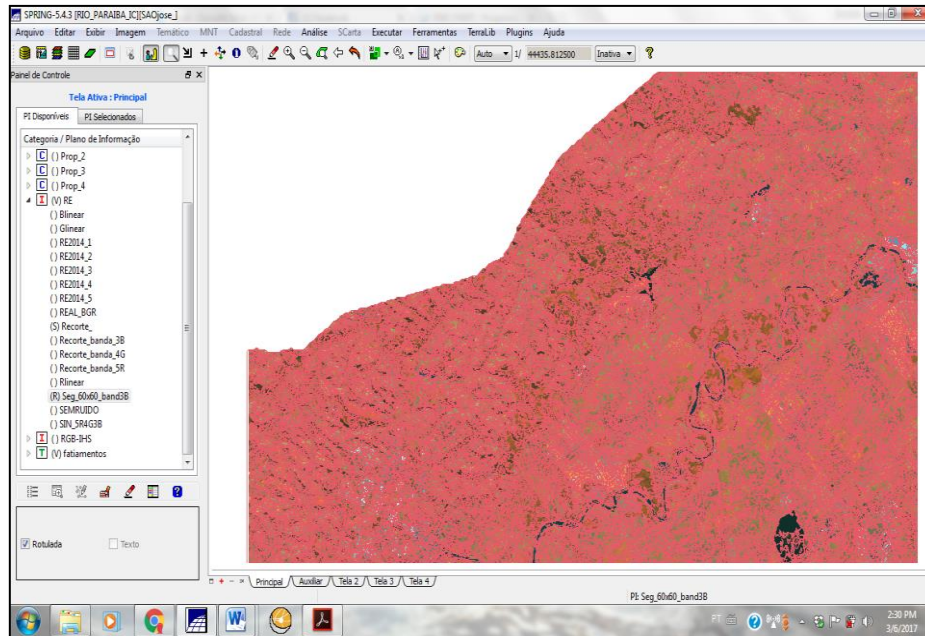 SPRING-5.4.3 [RIO_PARAIBA_IC][SAOjose_]
Arquivo Editar Exibir Imagem Temático MNT Cadastral Rede Análise SCarta Executar Ferramentas TerraLib Plugins Ajuda
Auto 1/ 44435.812500 Inativa
Painel de Controle
Tela Ativa : Principal
PI Disponíveis PI Selecionados
Categoria / Plano de Informação
C () Prop_2
C () Prop_3
C () Prop_4
I (V) RE
() Blinear
() Glinear
() RE2014_1
() RE2014_2
() RE2014_3
() RE2014_4
() RE2014_5
() REAL_BGR
(S) Recorte_
() Recorte_banda_3B
() Recorte_banda_4G
() Recorte_banda_5R
() Rlinear
(R) Seg_60x60_band3B
() SEMRUIDO
() SIN_5R4G3B
I () RGB-IHS
T (V) fatiamentos
Rotulada Texto
Principal Auxiliar Tela 2 Tela 3 Tela 4
PI: Seg_60x60_band3B
PT 2:30 PM
3/6/2017